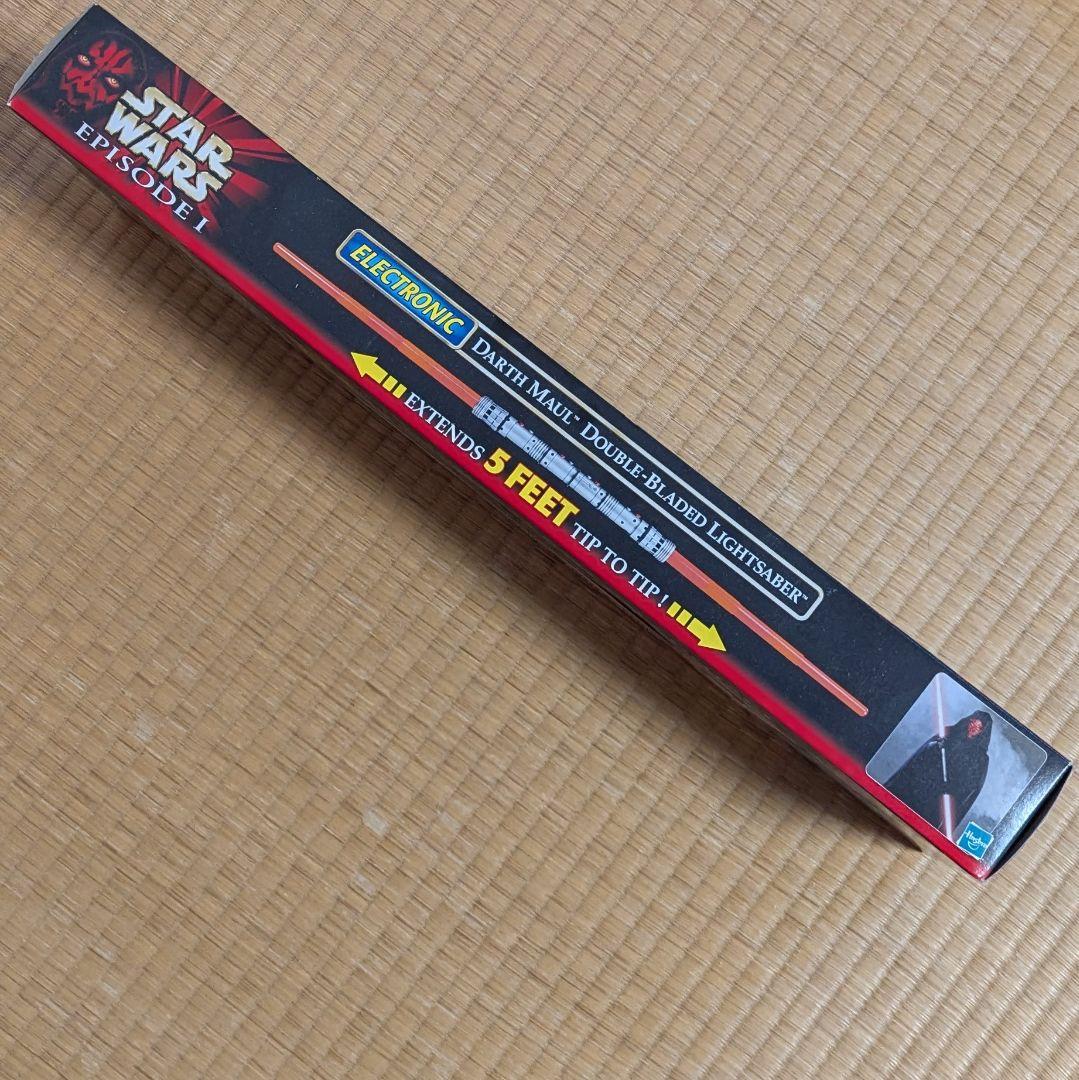 STAR
WARS
EPISODE I
ELECTRONIC
DARTH MAUL™ DOUBLE-BLADED LIGHTSABER™
EXTENDS 5 FEET TIP TO TIP!
Hasbro